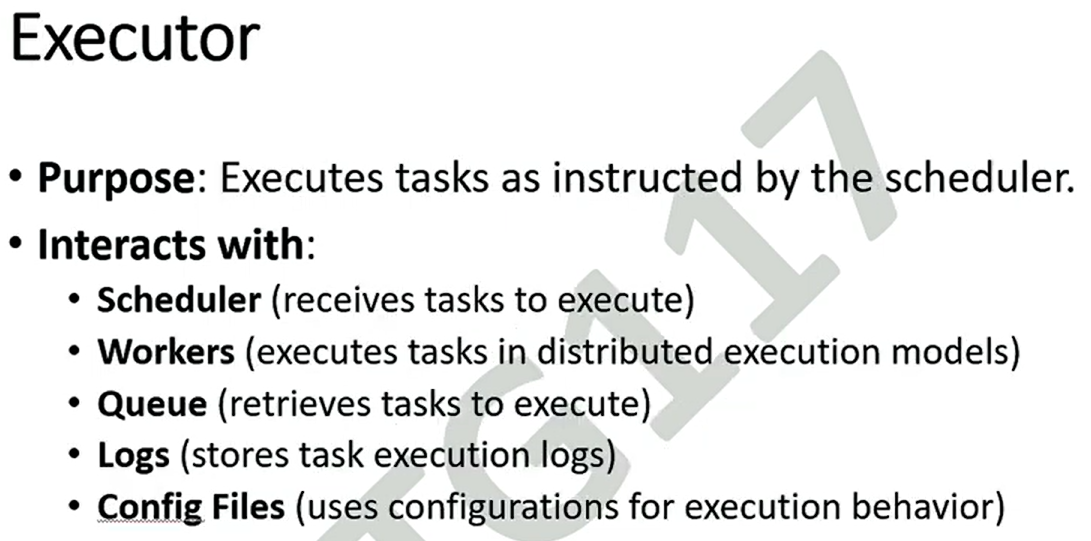 Executor
• Purpose: Executes tasks as instructed by the scheduler.
• Interacts with:
• Scheduler (receives tasks to execute)
• Workers (executes tasks in distributed execution models)
• Queue (retrieves tasks to execute)
• Logs (stores task execution logs)
• Config Files (uses configurations for execution behavior)